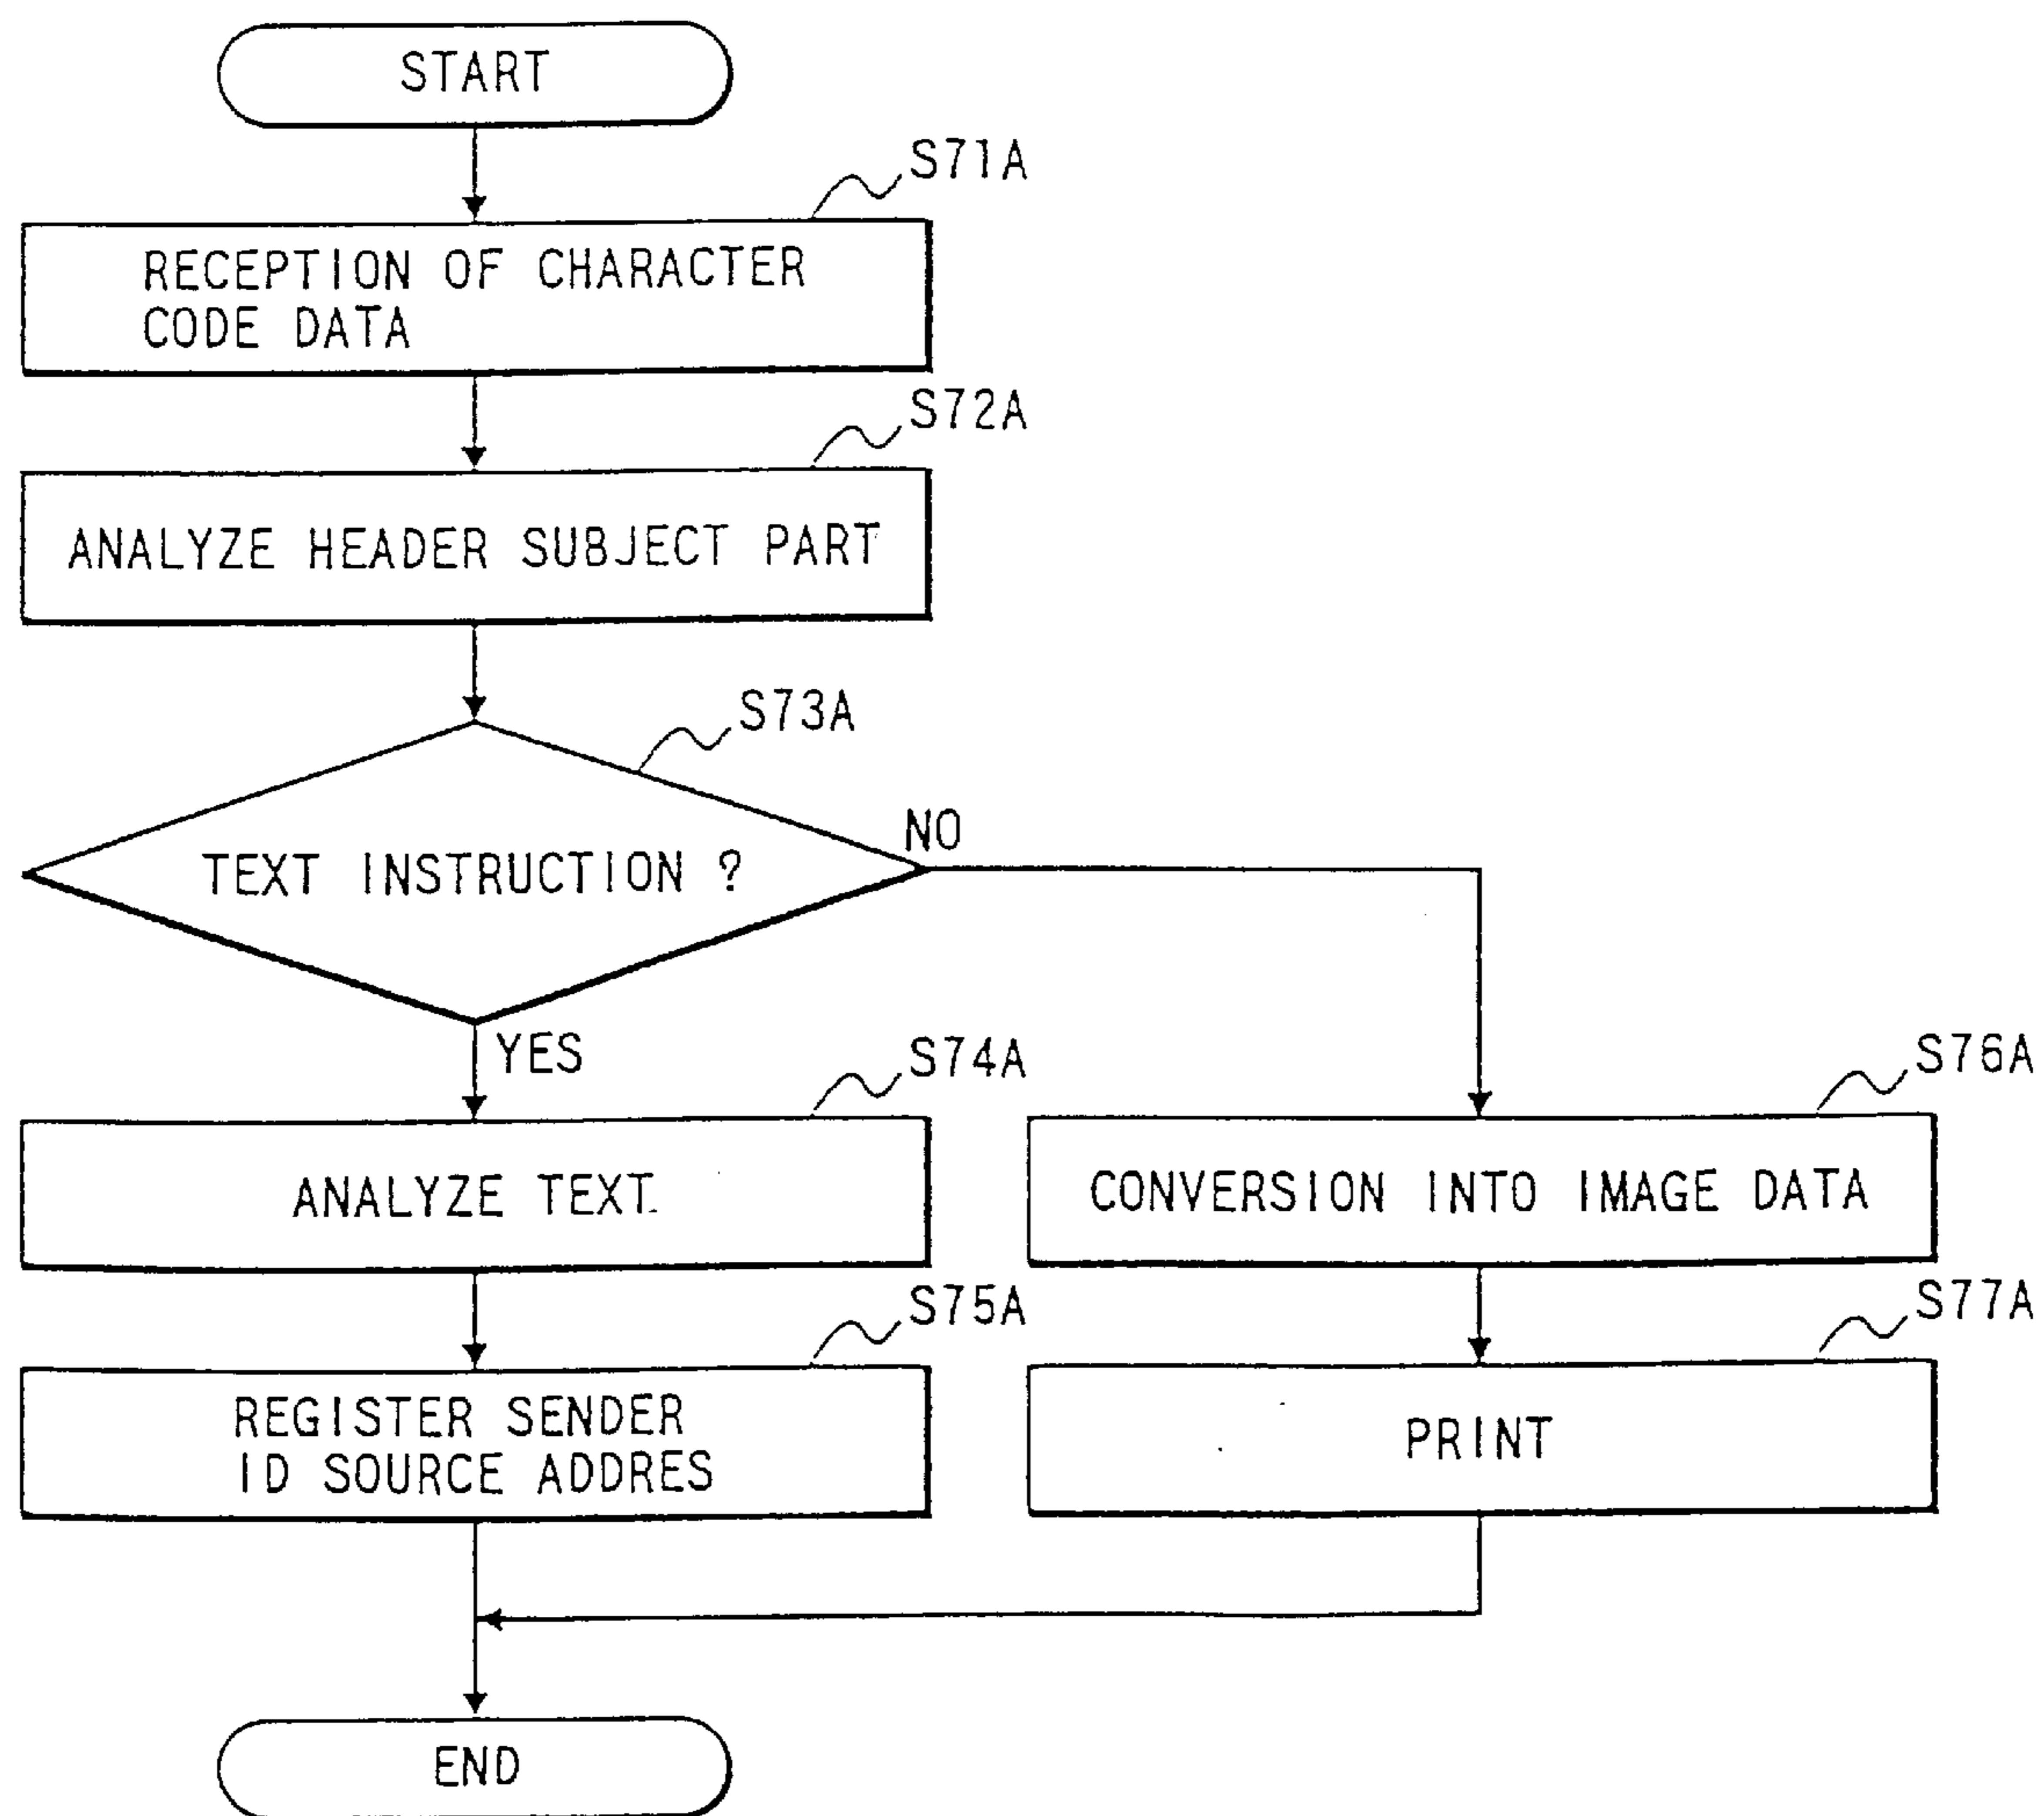 START
S71A
RECEPTION OF CHARACTER
CODE DATA
S72A
ANALYZE HEADER SUBJECT PART
S73A
TEXT INSTRUCTION ?
NO
YES
S74A
ANALYZE TEXT
S76A
CONVERSION INTO IMAGE DATA
S75A
REGISTER SENDER
ID SOURCE ADDRES
S77A
PRINT
END